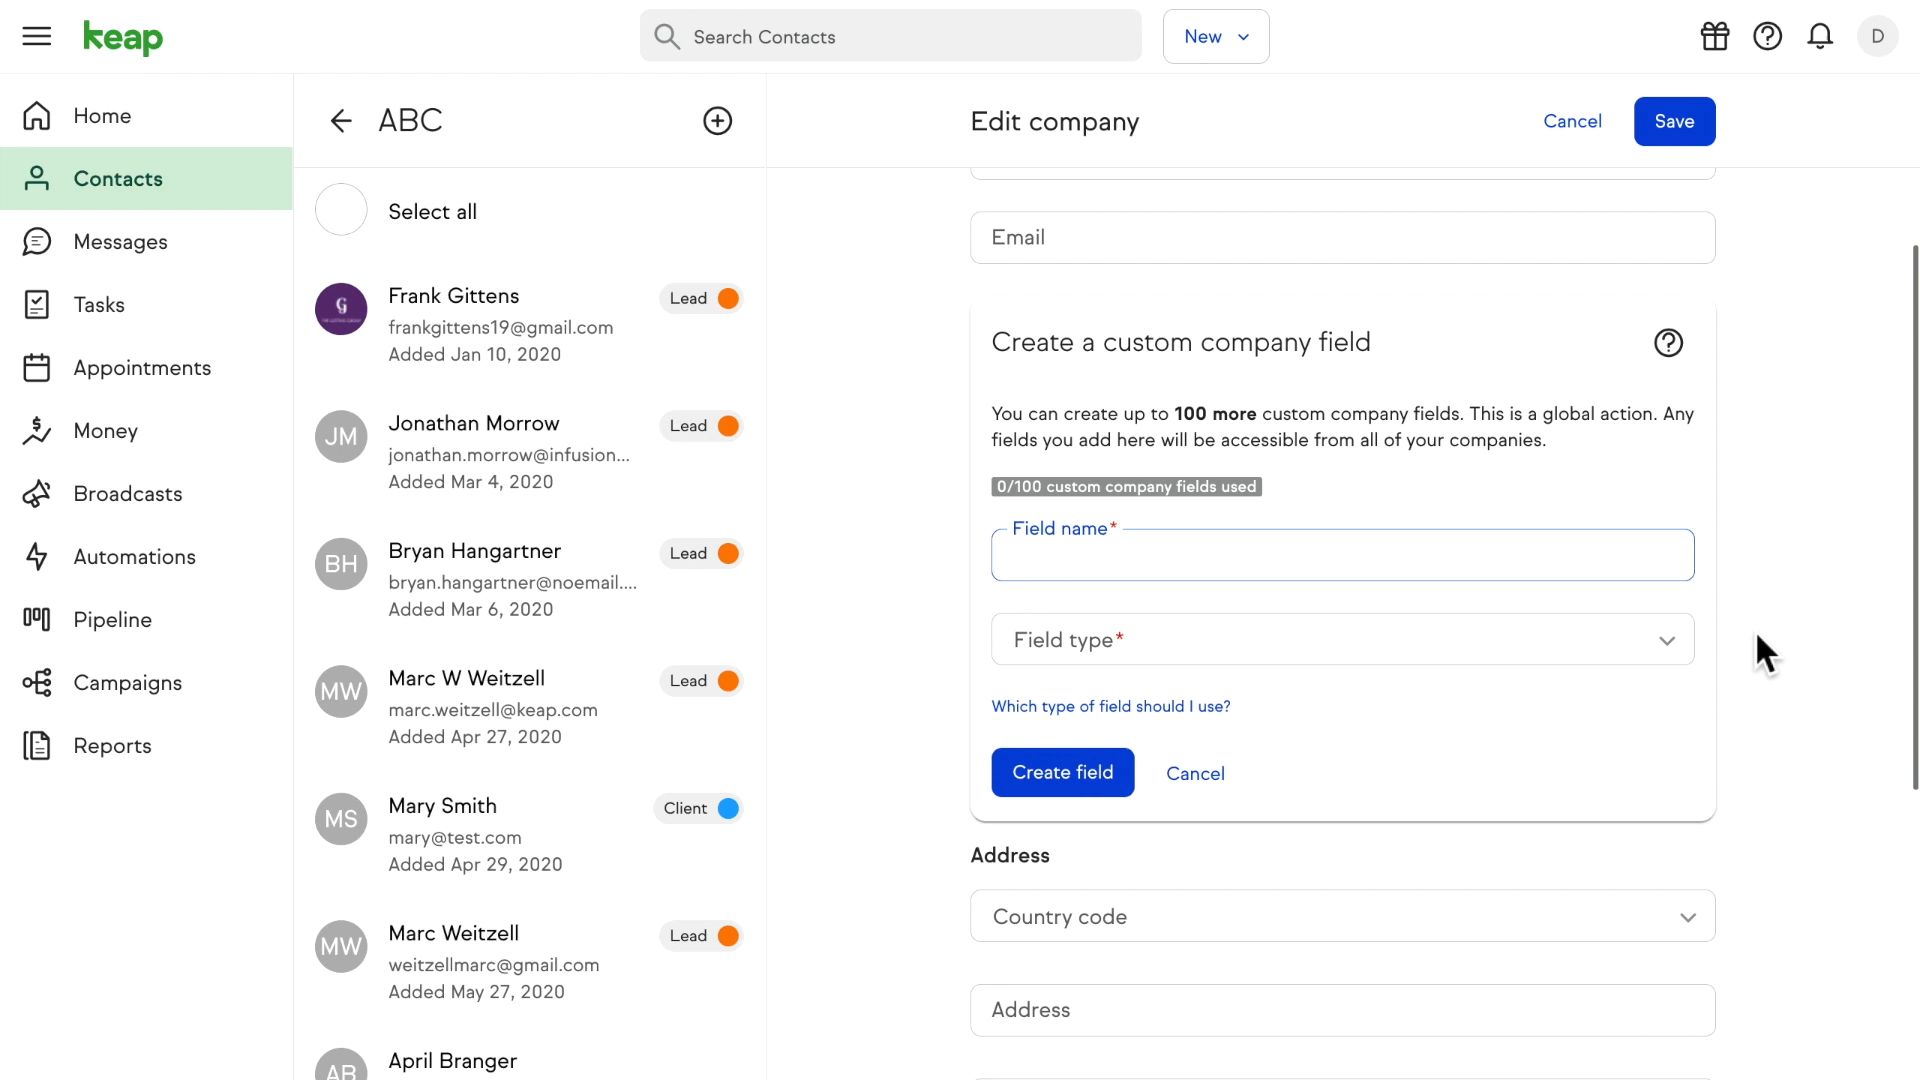 keap
Search Contacts
New
D
Home
Contacts
Messages
Tasks
Appointments
Money
Broadcasts
Automations
Pipeline
Campaigns
Reports
ABC
Select all
Frank Gittens
Lead
frankgittens19@gmail.com
Added Jan 10, 2020
JM
Jonathan Morrow
Lead
jonathan.morrow@infusion...
Added Mar 4, 2020
BH
Bryan Hangartner
Lead
bryan.hangartner@noemail....
Added Mar 6, 2020
MW
Marc W Weitzell
Lead
marc.weitzell@keap.com
Added Apr 27, 2020
MS
Mary Smith
Client
mary@test.com
Added Apr 29, 2020
MW
Marc Weitzell
Lead
weitzellmarc@gmail.com
Added May 27, 2020
AB
April Branger
Edit company
Cancel
Save
Email
Create a custom company field
You can create up to 100 more custom company fields. This is a global action. Any
fields you add here will be accessible from all of your companies.
0/100 custom company fields used
Field name*
Field type*
Which type of field should I use?
Create field
Cancel
Address
Country code
Address